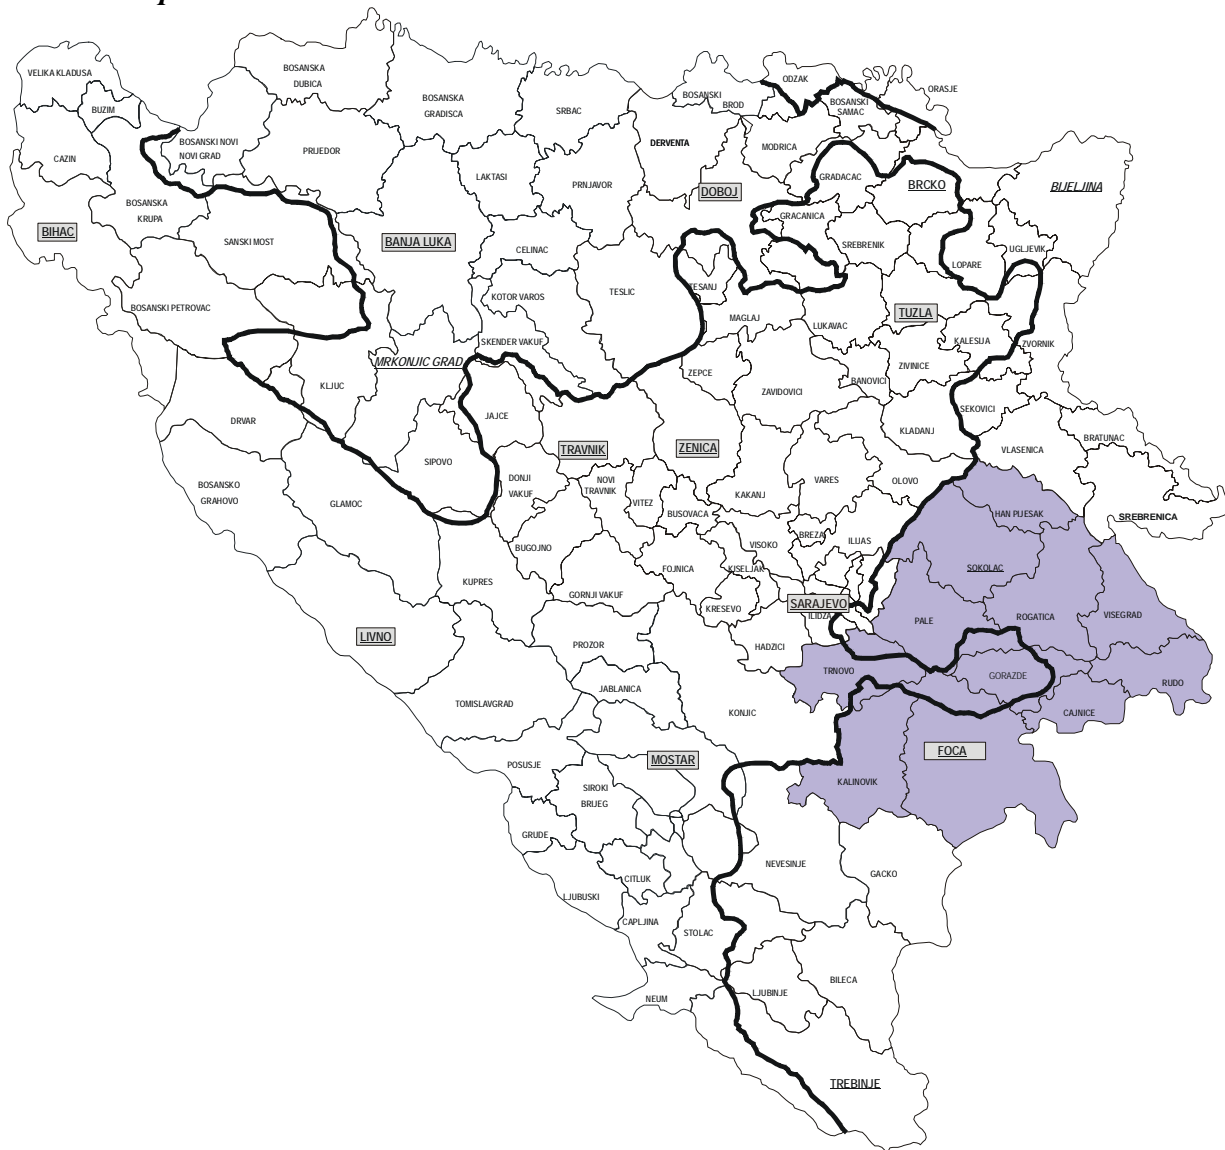 VELIKA KLADUSA
BUZIM
CAZIN
BIHAC
BOSANSKI NOVI
NOVI GRAD
BOSANSKA
KRUPA
BOSANSKA
DUBICA
PRIJEDOR
SANSKI MOST
BOSANSKI PETROVAC
BOSANSKA
GRADISCA
SRBAC
LAKTASI
PRNJAVOR
BANJA LUKA
CELINAC
KOTOR VAROS
SKENDER VAKUF
MRKONJIC GRAD
KLJUC
DRVAR
SIPOVO
JAJCE
BOSANSKO
GRAHOVO
GLAMOC
BOSANSKI
BROD
DERVENTA
DOBOJ
TESLIC
ODZAK
BOSANSKI
SAMAC
ORASJE
MODRICA
GRADACAC
BRCKO
BIJELJINA
GRACANICA
SREBRENIK
LOPARE
UGLJEVIK
TESANJ
MAGLAJ
LUKAVAC
TUZLA
KALESIJA
ZVORNIK
ZIVINICE
BANOVICI
ZEPCE
ZAVIDOVICI
SEKOVICI
KLADANJ
VLASENICA
BRATUNAC
SREBRENICA
TRAVNIK
ZENICA
DONJI
VAKUF
NOVI
TRAVNIK
VITEZ
BUSOVACA
KAKANJ
VARES
OLOVO
HAN PIJESAK
BUGOJNO
GORNJI VAKUF
FOJNICA
VISOKO
KISELJAK
BREZA
ILIJAS
KRESEVO
SARAJEVO
ILIDZA
HADZICI
SOKOLAC
PALE
ROGATICA
VISEGRAD
KUPRES
LIVNO
PROZOR
JABLANICA
KONJIC
TRNOVO
GORAZDE
RUDO
CAJNICE
FOCA
KALINOVIK
TOMISLAVGRAD
POSUSJE
MOSTAR
SIROKI
BRIJEG
GRUDE
LJUBUSKI
CITLUK
CAPLJINA
STOLAC
NEVESINJE
GACKO
NEUM
LJUBINJE
BILECA
TREBINJE